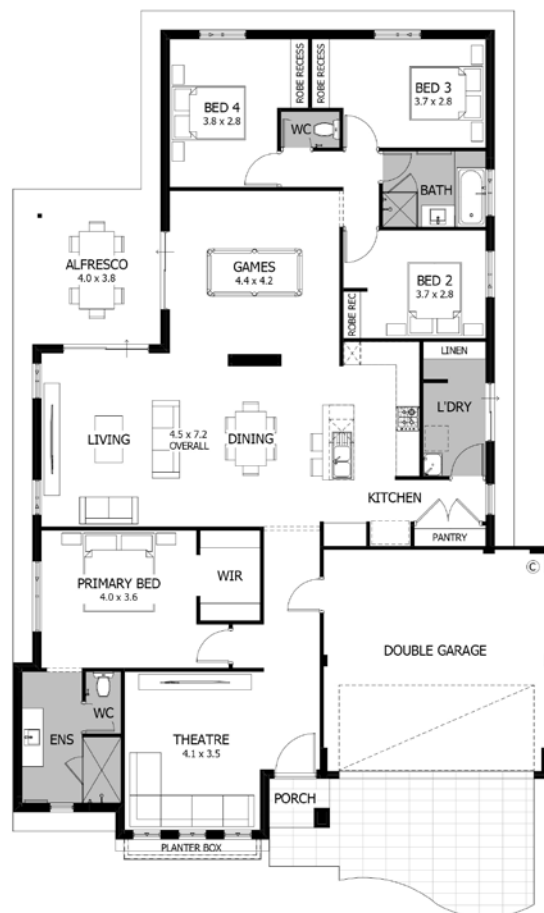 ROBE RECESS
ROBE RECESS
BED 3
3.7 x 2.8
BED 4
3.8 x 2.8
WC
BATH
ALFRESCO
4.0 x 3.8
GAMES
4.4 x 4.2
BED 2
3.7 x 2.8
ROBE REC
LINEN
L'DRY
LIVING
4.5 x 7.2
OVERALL
DINING
KITCHEN
PANTRY
PRIMARY BED
4.0 x 3.6
WIR
C
DOUBLE GARAGE
WC
ENS
THEATRE
4.1 x 3.5
PORCH
PLANTER BOX